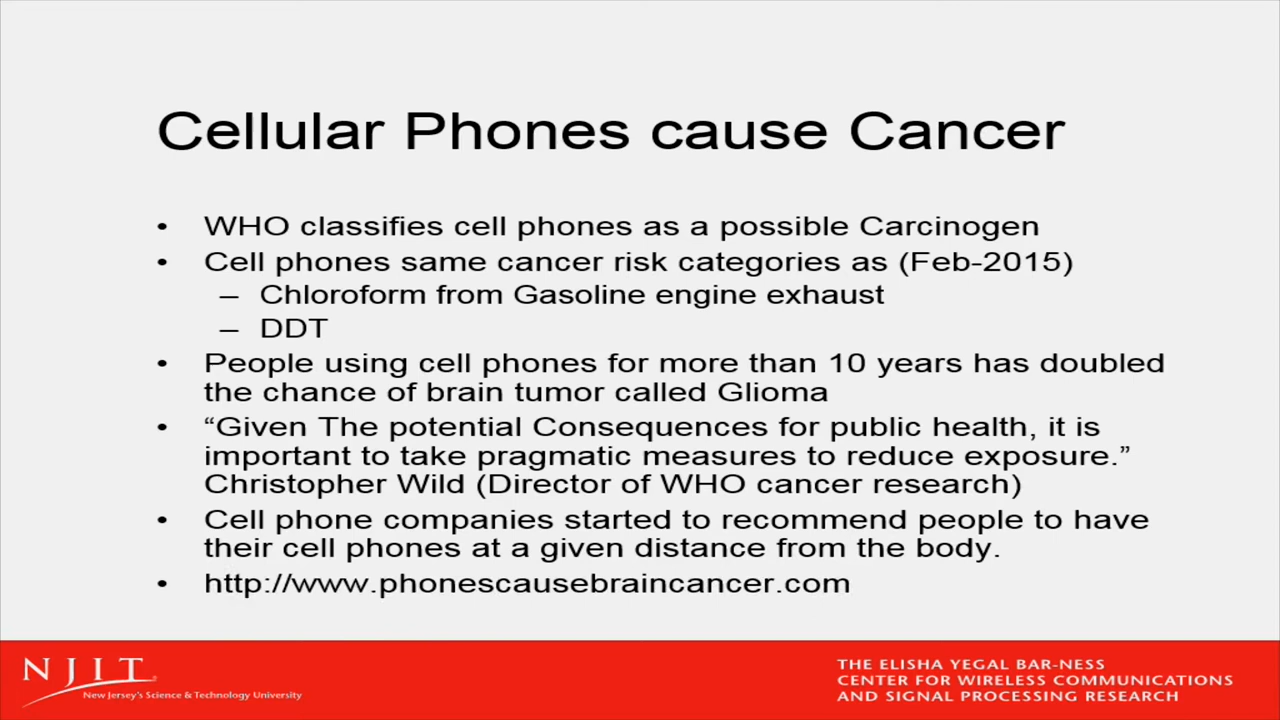 Cellular Phones cause Cancer
• WHO classifies cell phones as a possible Carcinogen
• Cell phones same cancer risk categories as (Feb-2015)
– Chloroform from Gasoline engine exhaust
– DDT
• People using cell phones for more than 10 years has doubled
the chance of brain tumor called Glioma
• “Given The potential Consequences for public health, it is
important to take pragmatic measures to reduce exposure.”
Christopher Wild (Director of WHO cancer research)
• Cell phone companies started to recommend people to have
their cell phones at a given distance from the body.
• http://www.phonescausebraincancer.com
NJIT
New Jersey's Science & Technology University
THE ELISHA YEGAL BAR-NESS
CENTER FOR WIRELESS COMMUNICATIONS
AND SIGNAL PROCESSING RESEARCH